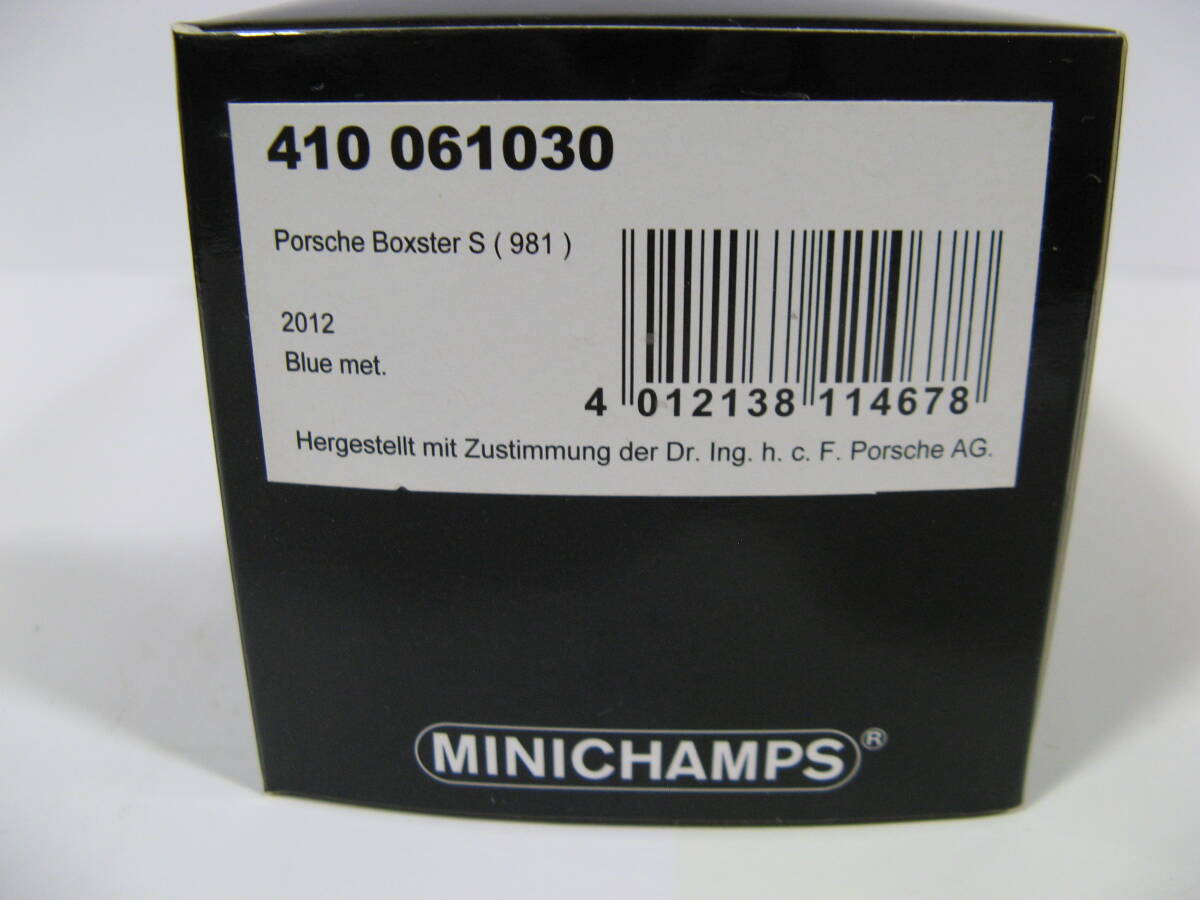 410 061030
Porsche Boxster S ( 981 )
2012
Blue met.
4 012138 114678
Hergestellt mit Zustimmung der Dr. Ing. h. c. F. Porsche AG.
MINICHAMPS®